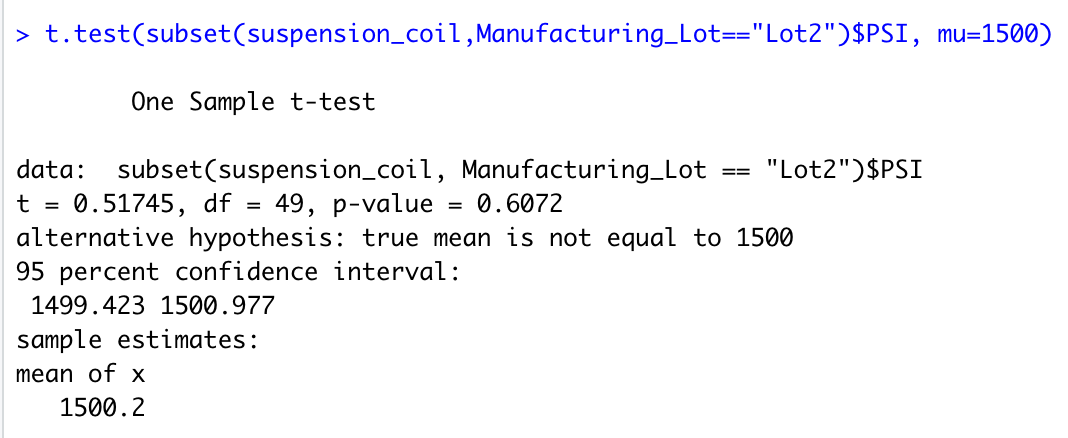 > t.test(subset(suspension_coil,Manufacturing_Lot=="Lot2")$PSI, mu=1500)
One Sample t-test
data:  subset(suspension_coil, Manufacturing_Lot == "Lot2")$PSI
t = 0.51745, df = 49, p-value = 0.6072
alternative hypothesis: true mean is not equal to 1500
95 percent confidence interval:
1499.423 1500.977
sample estimates:
mean of x
1500.2